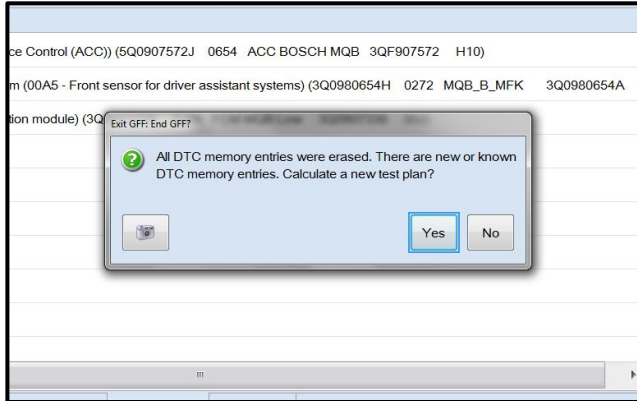 ce Control (ACC)) (5Q0907572J 0654 ACC BOSCH MQB 3QF907572 H10)
m (00A5 - Front sensor for driver assistant systems) (3Q0980654H 0272 MQB_B_MFK 3Q0980654A
tion module) (3Q
Exit GFF: End GFF?
All DTC memory entries were erased. There are new or known
DTC memory entries. Calculate a new test plan?
Yes No